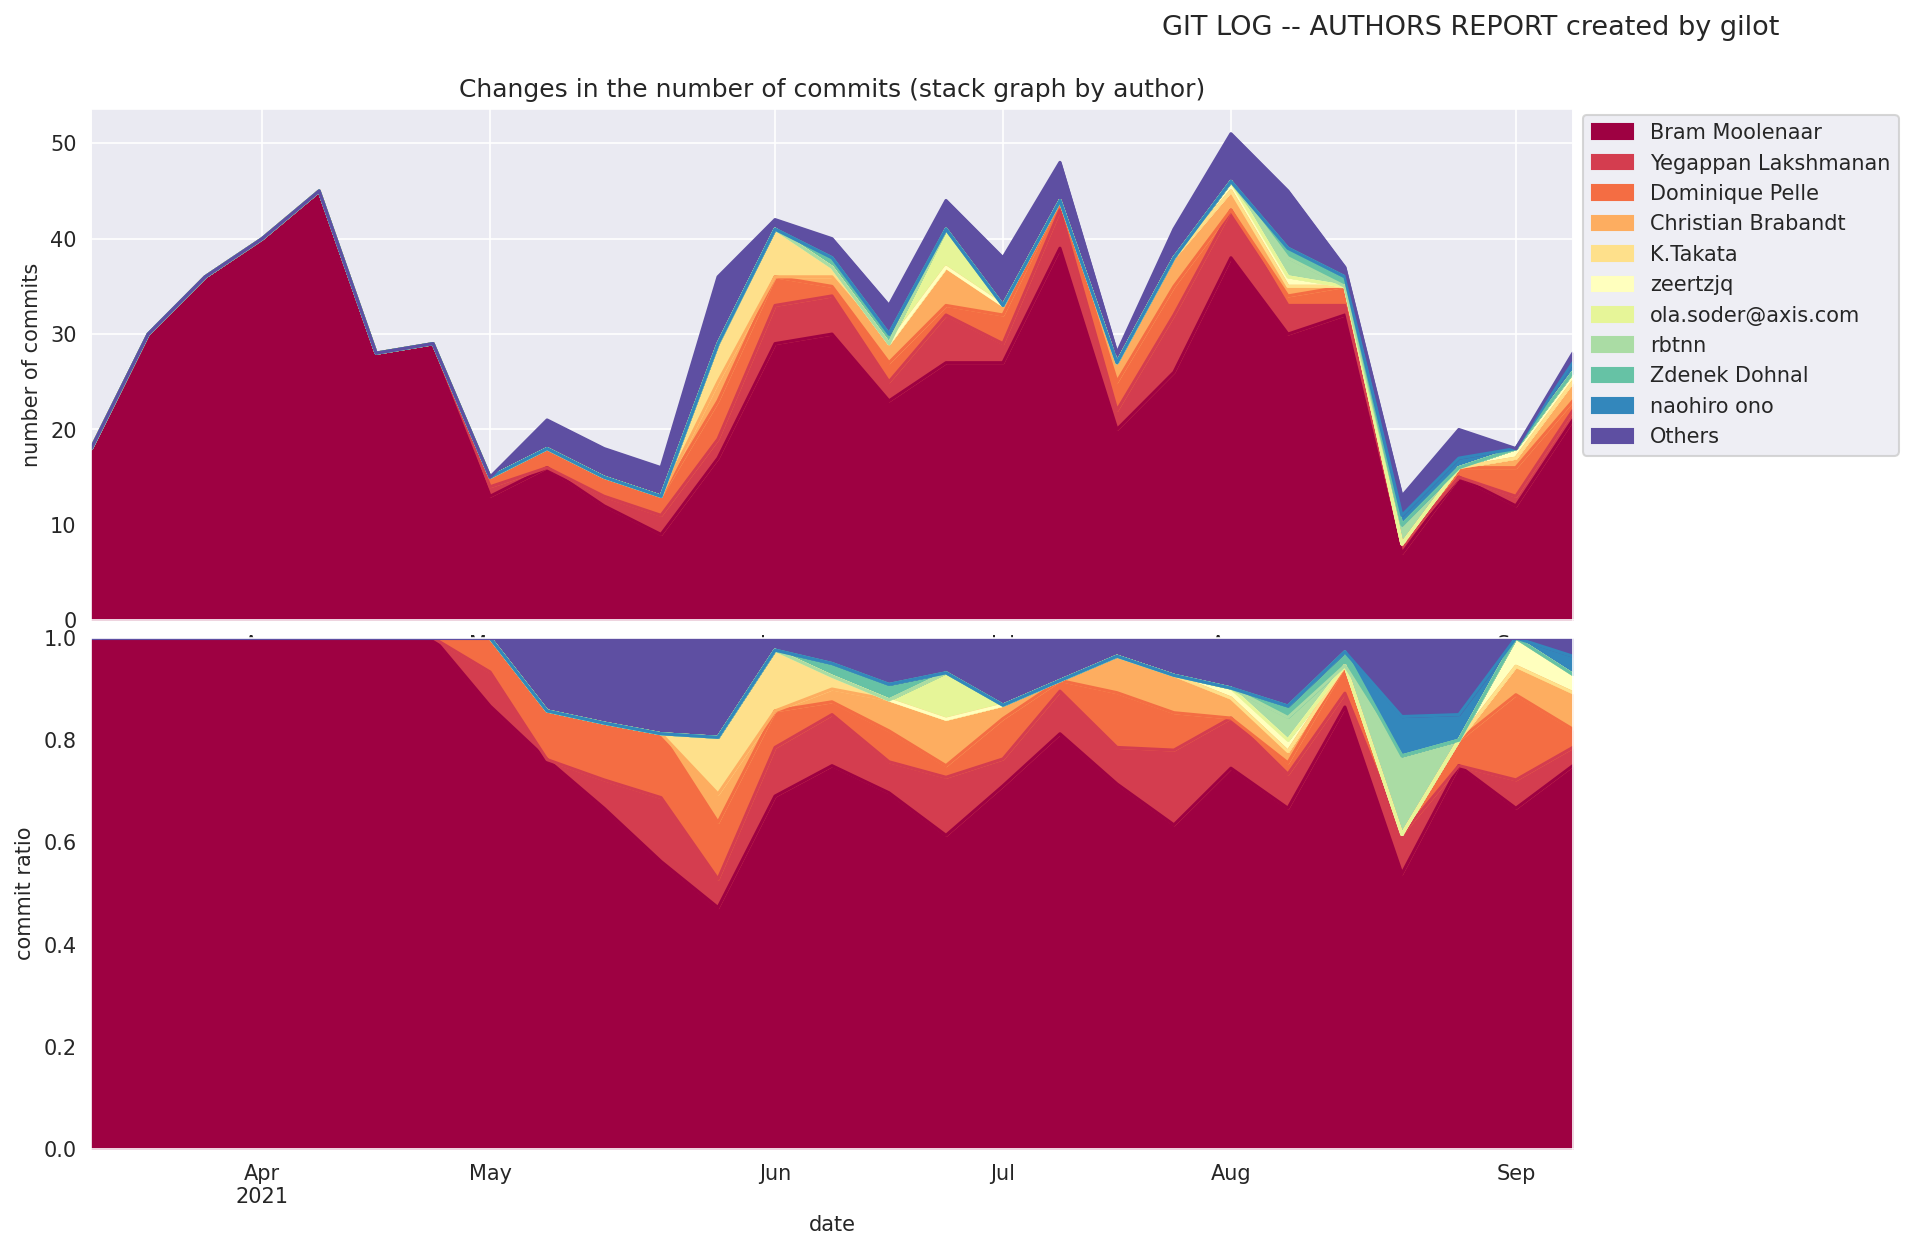 GIT LOG -- AUTHORS REPORT created by gilot
Changes in the number of commits (stack graph by author)
number of commits
50
40
30
20
10
0
Bram Moolenaar
Yegappan Lakshmanan
Dominique Pelle
Christian Brabandt
K.Takata
zeertzjq
ola.soder@axis.com
rbtnn
Zdenek Dohnal
naohiro ono
Others
commit ratio
1.0
0.8
0.6
0.4
0.2
0.0
Apr
2021
May
Jun
Jul
Aug
Sep
date